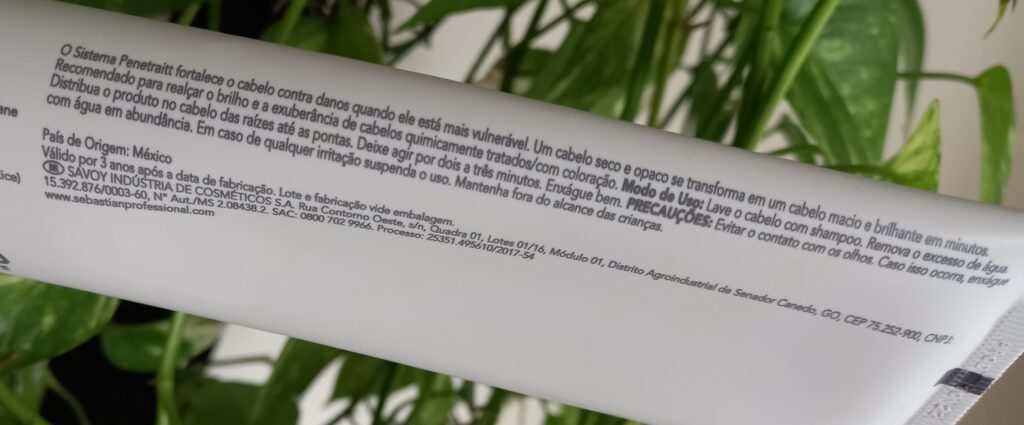 O Sistema Penetraitt fortalece o cabelo contra danos quando ele está mais vulnerável. Um cabelo seco e opaco se transforma em um cabelo macio e brilhante em minutos.
Recomendado para realçar o brilho e a exuberância de cabelos quimicamente tratados/com coloração. Modo de Uso: Lave o cabelo com shampoo. Remova o excesso de água.
Distribua o produto no cabelo das raízes até as pontas. Deixe agir por dois a três minutos. Enxágue bem. PRECAUÇÕES: Evitar o contato com os olhos. Caso isso ocorra, enxágue
com água em abundância. Em caso de qualquer irritação suspenda o uso. Mantenha fora do alcance das crianças.
País de Origem: México
Válido por 3 anos após a data de fabricação. Lote e fabricação vide embalagem.
SAVOY INDÚSTRIA DE COSMÉTICOS S.A. Rua Contorno Oeste, s/n, Quadra 01, Lotes 01/16, Módulo 01, Distrito Agroindustrial de Senador Canedo, GO, CEP 75.252-900, CNPJ:
15.392.876/0003-60, Nº Aut./MS 2.08438.2. SAC: 0800 702 9966. Processo: 25351.495610/2017-54
www.sebastianprofessional.com